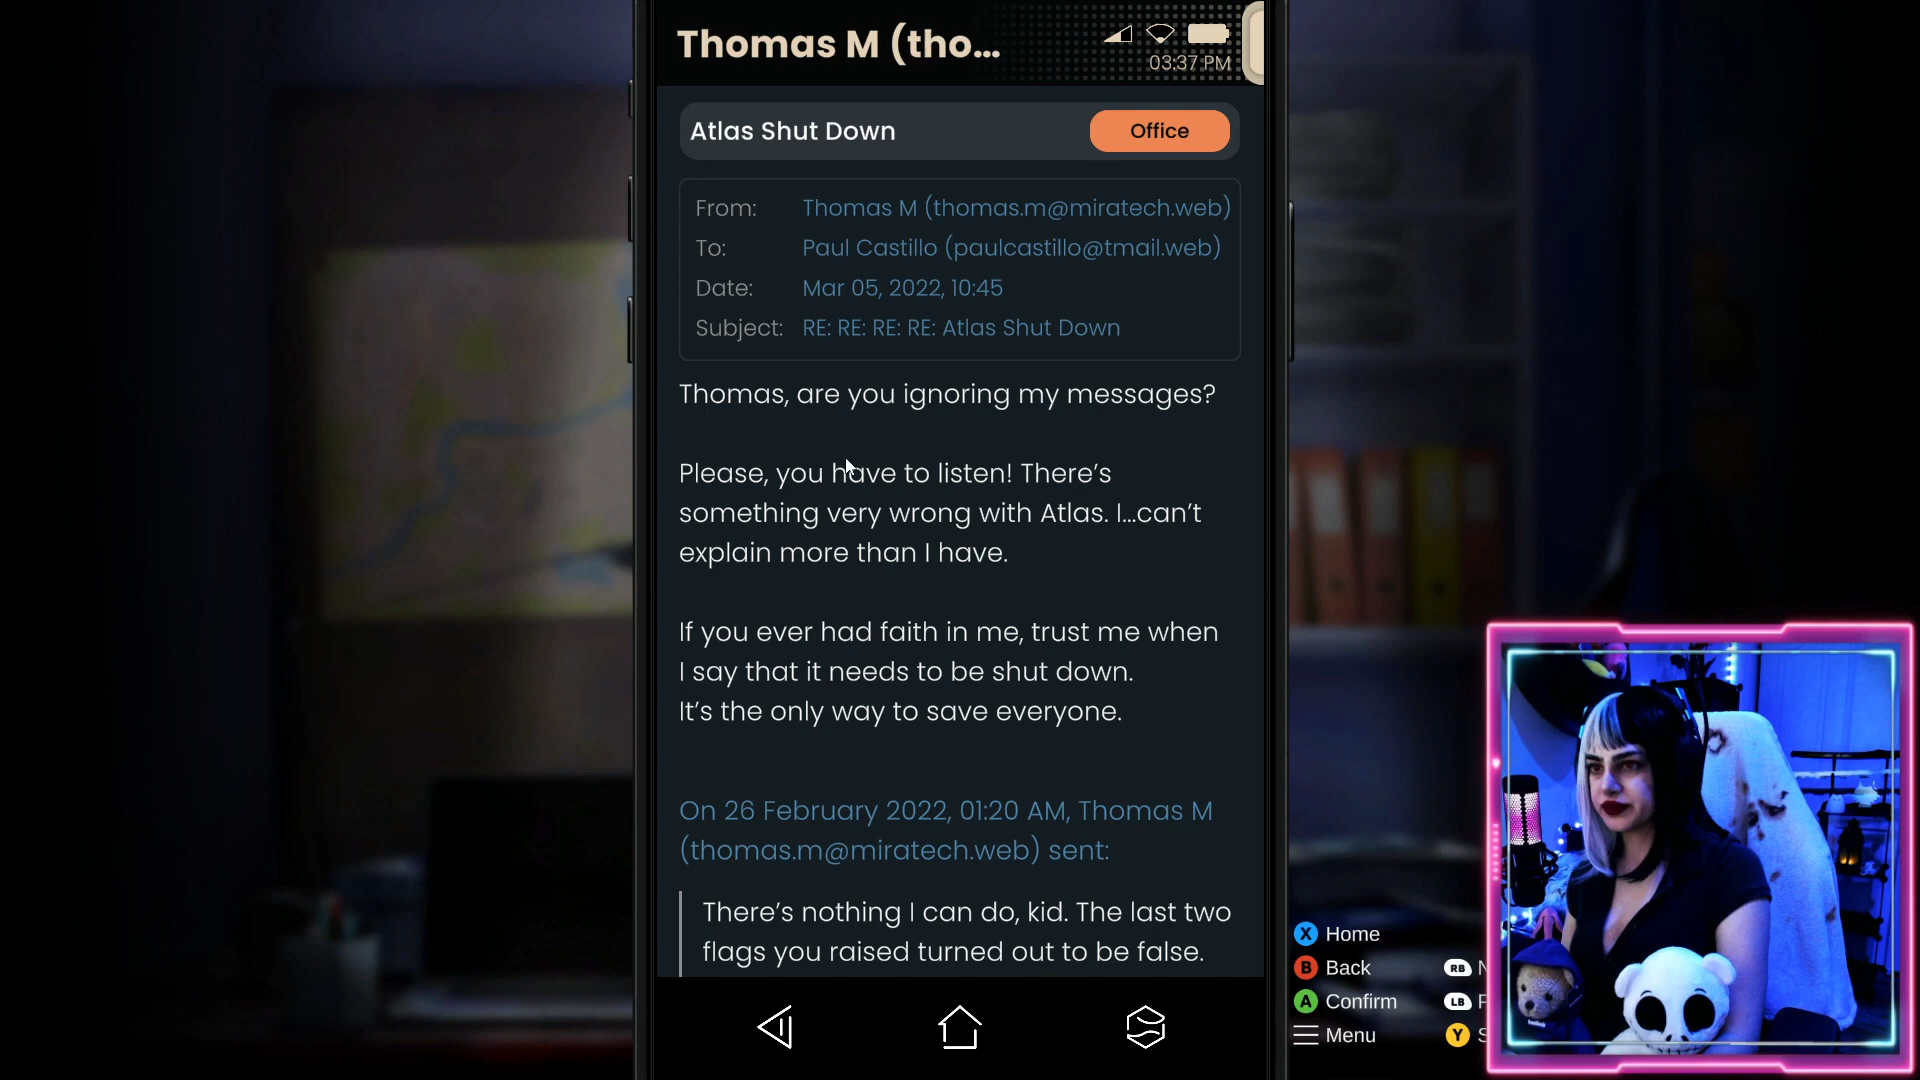 Thomas M (tho...
03:37 PM
Atlas Shut Down
Office
From: Thomas M (thomas.m@miratech.web)
To: Paul Castillo (paulcastillo@tmail.web)
Date: Mar 05, 2022, 10:45
Subject: RE: RE: RE: RE: Atlas Shut Down
Thomas, are you ignoring my messages?
Please, you have to listen! There's
something very wrong with Atlas. I...can't
explain more than I have.
If you ever had faith in me, trust me when
I say that it needs to be shut down.
It's the only way to save everyone.
On 26 February 2022, 01:20 AM, Thomas M
(thomas.m@miratech.web) sent:
There's nothing I can do, kid. The last two
flags you raised turned out to be false.
X Home
B Back
RB
A Confirm
LB
Menu
Y